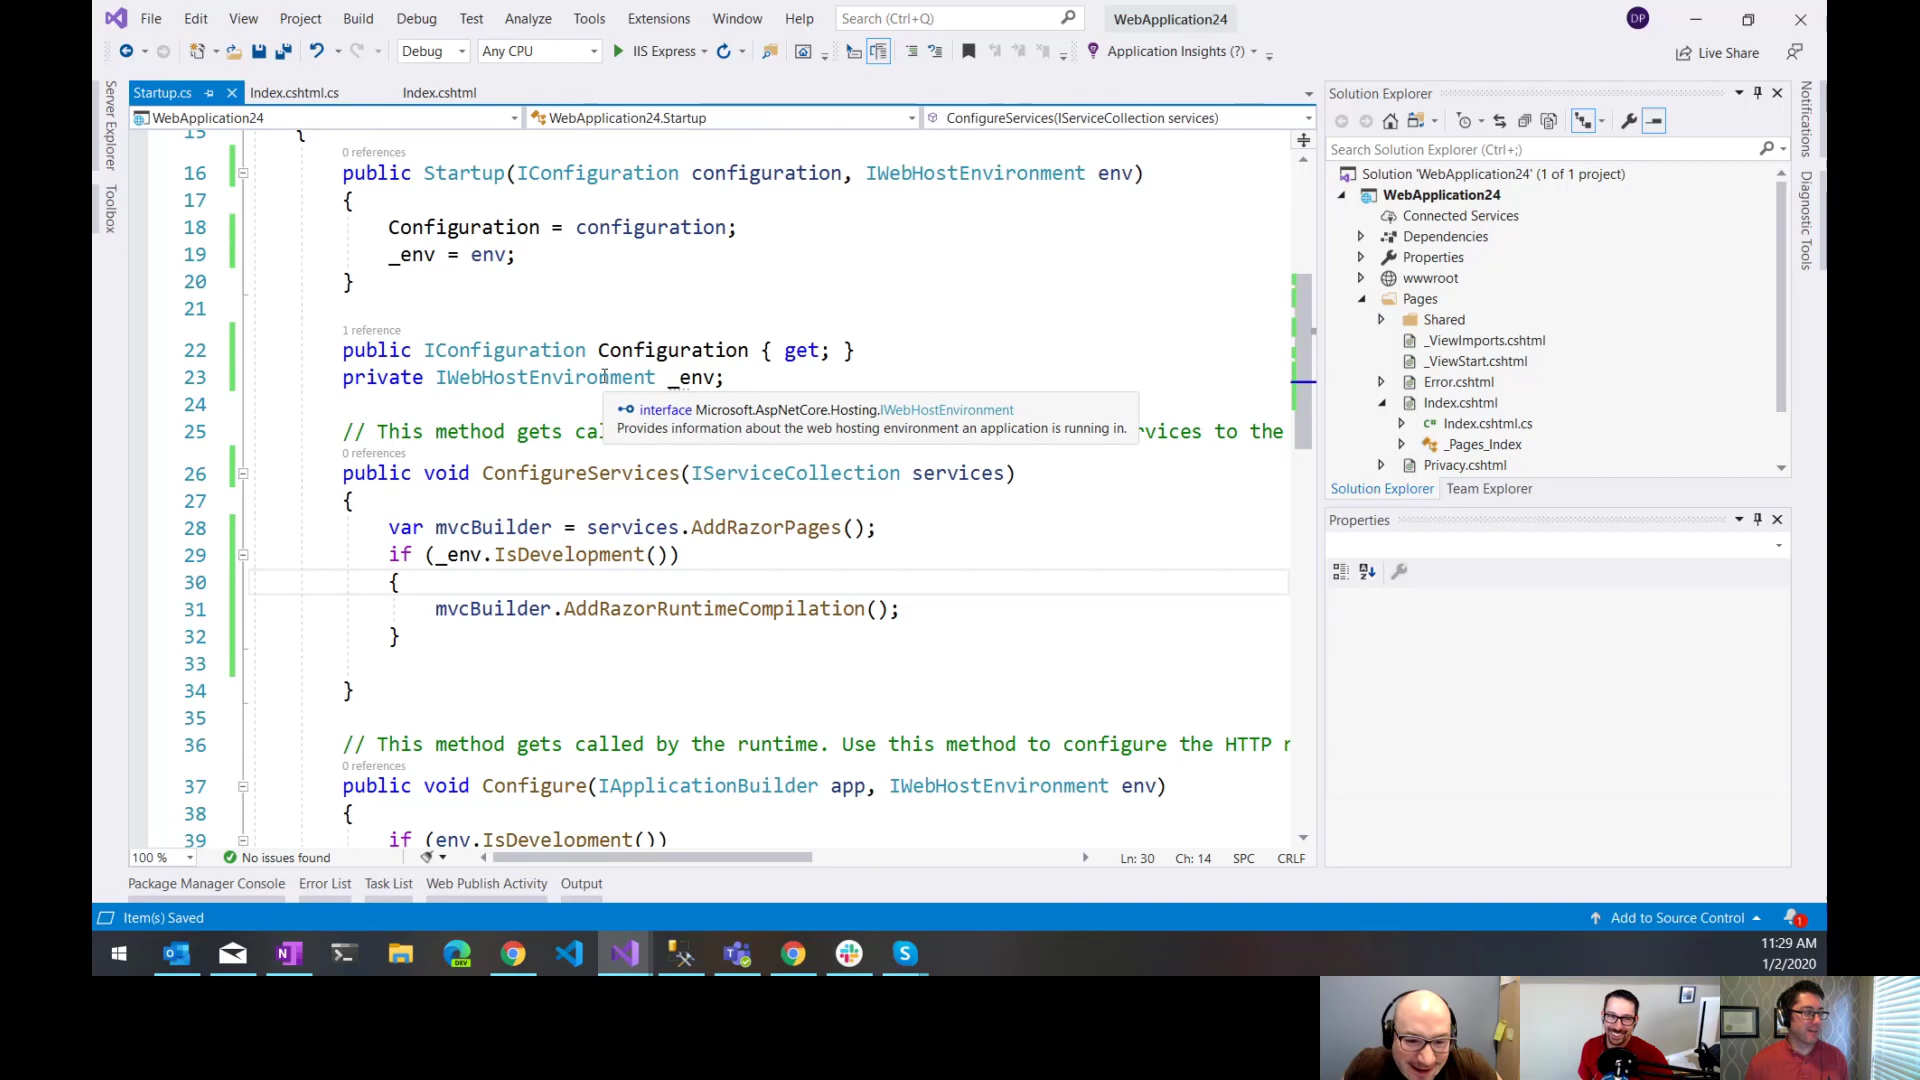 File Edit View Project Build Debug Test Analyze Tools Extensions Window Help Search (Ctrl+Q) WebApplication24 DP
Debug Any CPU IIS Express Application Insights (?) Live Share
Server Explorer
Toolbox
Startup.cs Index.cshtml.cs Index.cshtml
WebApplication24 WebApplication24.Startup ConfigureServices(IServiceCollection services)
15 {
0 references
16 public Startup(IConfiguration configuration, IWebHostEnvironment env)
17 {
18 Configuration = configuration;
19 _env = env;
20 }
21
1 reference
22 public IConfiguration Configuration { get; }
23 private IWebHostEnvironment _env;
24
interface Microsoft.AspNetCore.Hosting.IWebHostEnvironment
Provides information about the web hosting environment an application is running in.
25 // This method gets cal vices to the
0 references
26 public void ConfigureServices(IServiceCollection services)
27 {
28 var mvcBuilder = services.AddRazorPages();
29 if (_env.IsDevelopment())
30 {
31 mvcBuilder.AddRazorRuntimeCompilation();
32 }
33
34 }
35
36 // This method gets called by the runtime. Use this method to configure the HTTP r
0 references
37 public void Configure(IApplicationBuilder app, IWebHostEnvironment env)
38 {
39 if (env.IsDevelopment())
100 % No issues found Ln: 30 Ch: 14 SPC CRLF
Package Manager Console Error List Task List Web Publish Activity Output
Solution Explorer
Search Solution Explorer (Ctrl+;)
Solution 'WebApplication24' (1 of 1 project)
WebApplication24
Connected Services
Dependencies
Properties
wwwroot
Pages
Shared
_ViewImports.cshtml
_ViewStart.cshtml
Error.cshtml
Index.cshtml
C# Index.cshtml.cs
_Pages_Index
Privacy.cshtml
Solution Explorer Team Explorer
Properties
Notifications
Diagnostic Tools
Item(s) Saved Add to Source Control 1
11:29 AM
1/2/2020